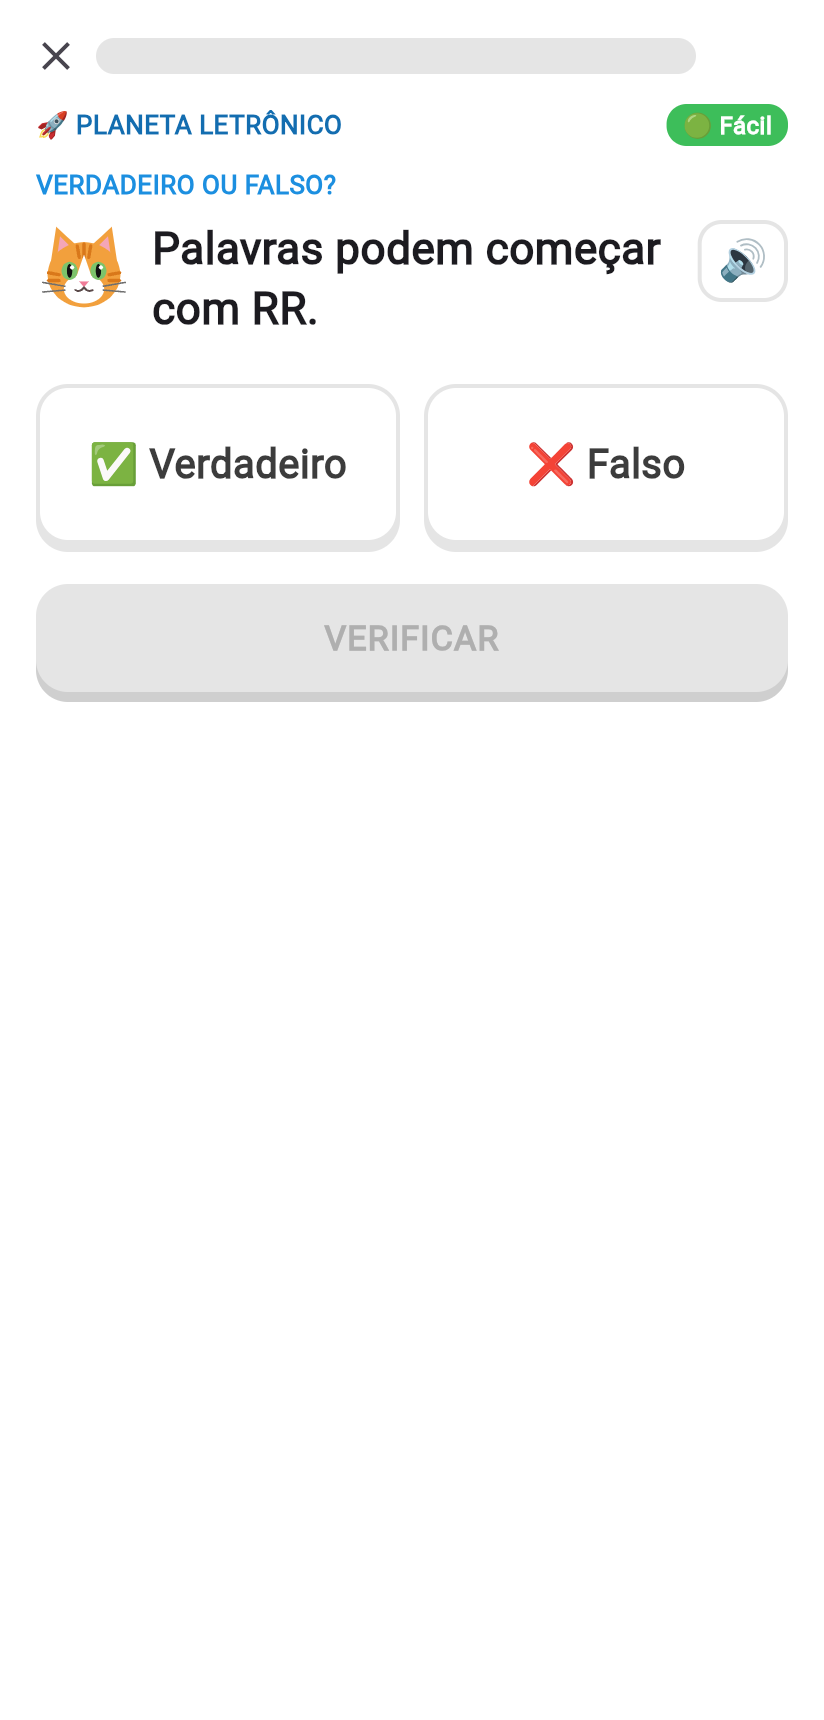 🚀 PLANETA LETRÔNICO
🟢 Fácil
VERDADEIRO OU FALSO?
Palavras podem começar
com RR.
✅ Verdadeiro
❌ Falso
VERIFICAR